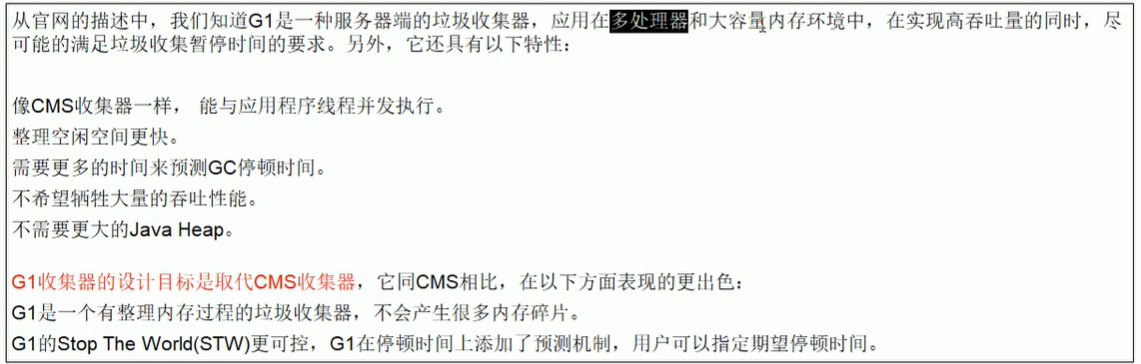 从官网的描述中，我们知道G1是一种服务器端的垃圾收集器，应用在多处理器和大容量内存环境中，在实现高吞吐量的同时，尽
可能的满足垃圾收集暂停时间的要求。另外，它还具有以下特性：
像CMS收集器一样， 能与应用程序线程并发执行。
整理空闲空间更快。
需要更多的时间来预测GC停顿时间。
不希望牺牲大量的吞吐性能。
不需要更大的Java Heap。
G1收集器的设计目标是取代CMS收集器，它同CMS相比，在以下方面表现的更出色：
G1是一个有整理内存过程的垃圾收集器，不会产生很多内存碎片。
G1的Stop The World(STW)更可控，G1在停顿时间上添加了预测机制，用户可以指定期望停顿时间。